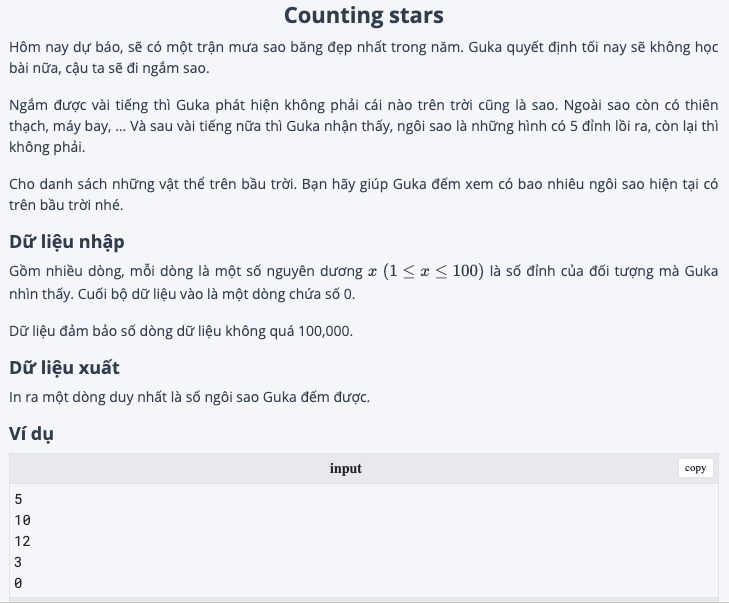 Counting stars
Hôm nay dự báo, sẽ có một trận mưa sao băng đẹp nhất trong năm. Guka quyết định tối nay sẽ không học
bài nữa, cậu ta sẽ đi ngắm sao.
Ngắm được vài tiếng thì Guka phát hiện không phải cái nào trên trời cũng là sao. Ngoài sao còn có thiên
thạch, máy bay, ... Và sau vài tiếng nữa thì Guka nhận thấy, ngôi sao là những hình có 5 đỉnh lồi ra, còn lại thì
không phải.
Cho danh sách những vật thể trên bầu trời. Bạn hãy giúp Guka đếm xem có bao nhiêu ngôi sao hiện tại có
trên bầu trời nhé.
Dữ liệu nhập
Gồm nhiều dòng, mỗi dòng là một số nguyên dương x (1 ≤ x ≤ 100) là số đỉnh của đối tượng mà Guka
nhìn thấy. Cuối bộ dữ liệu vào là một dòng chứa số 0.
Dữ liệu đảm bảo số dòng dữ liệu không quá 100,000.
Dữ liệu xuất
In ra một dòng duy nhất là số ngôi sao Guka đếm được.
Ví dụ
input
copy
5
10
12
3
0